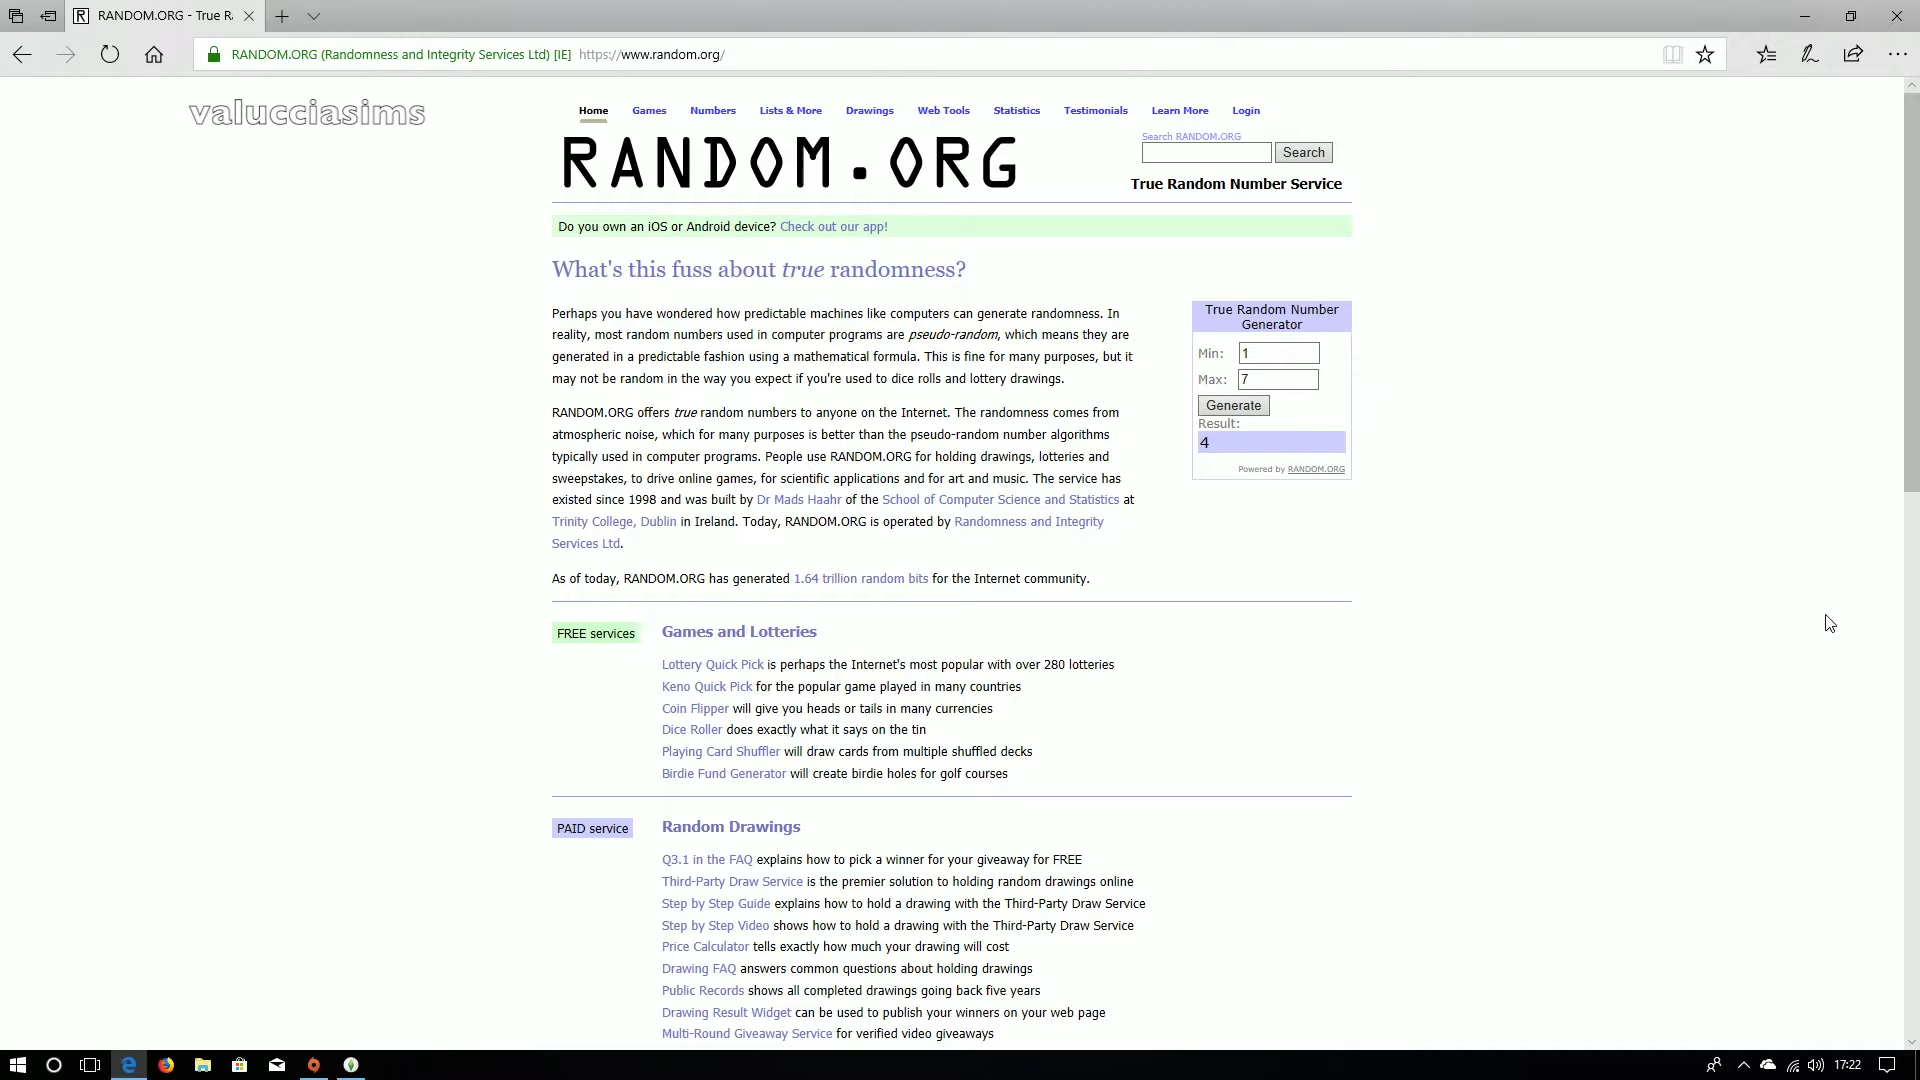 RANDOM.ORG - True R
RANDOM.ORG (Randomness and Integrity Services Ltd) [IE] https://www.random.org/
valucciasims
Home Games Numbers Lists & More Drawings Web Tools Statistics Testimonials Learn More Login
RANDOM.ORG
Search RANDOM.ORG
Search
True Random Number Service
Do you own an iOS or Android device? Check out our app!
What's this fuss about true randomness?
Perhaps you have wondered how predictable machines like computers can generate randomness. In
reality, most random numbers used in computer programs are pseudo-random, which means they are
generated in a predictable fashion using a mathematical formula. This is fine for many purposes, but it
may not be random in the way you expect if you're used to dice rolls and lottery drawings.
RANDOM.ORG offers true random numbers to anyone on the Internet. The randomness comes from
atmospheric noise, which for many purposes is better than the pseudo-random number algorithms
typically used in computer programs. People use RANDOM.ORG for holding drawings, lotteries and
sweepstakes, to drive online games, for scientific applications and for art and music. The service has
existed since 1998 and was built by Dr Mads Haahr of the School of Computer Science and Statistics at
Trinity College, Dublin in Ireland. Today, RANDOM.ORG is operated by Randomness and Integrity
Services Ltd.
As of today, RANDOM.ORG has generated 1.64 trillion random bits for the Internet community.
True Random Number
Generator
Min: 1
Max: 7
Generate
Result:
4
Powered by RANDOM.ORG
FREE services
Games and Lotteries
Lottery Quick Pick is perhaps the Internet's most popular with over 280 lotteries
Keno Quick Pick for the popular game played in many countries
Coin Flipper will give you heads or tails in many currencies
Dice Roller does exactly what it says on the tin
Playing Card Shuffler will draw cards from multiple shuffled decks
Birdie Fund Generator will create birdie holes for golf courses
PAID service
Random Drawings
Q3.1 in the FAQ explains how to pick a winner for your giveaway for FREE
Third-Party Draw Service is the premier solution to holding random drawings online
Step by Step Guide explains how to hold a drawing with the Third-Party Draw Service
Step by Step Video shows how to hold a drawing with the Third-Party Draw Service
Price Calculator tells exactly how much your drawing will cost
Drawing FAQ answers common questions about holding drawings
Public Records shows all completed drawings going back five years
Drawing Result Widget can be used to publish your winners on your web page
Multi-Round Giveaway Service for verified video giveaways
17:22